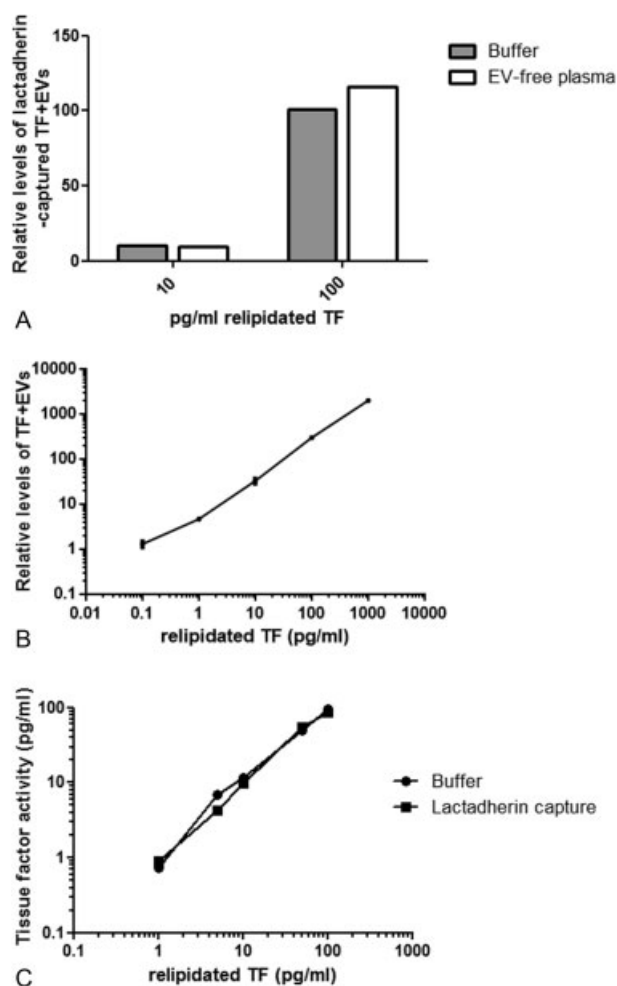 Relative levels of lactadherin
-captured TF+EVs
150
100
50
0
10
100
pg/ml relipidated TF
Buffer
EV-free plasma
A
Relative levels of TF+EVs
10000
1000
100
10
1
0.1
0.01 0.1 1 10 100 1000 10000
relipidated TF (pg/ml)
B
Tissue factor activity (pg/ml)
100
10
1
0.1
0.1 1 10 100 1000
relipidated TF (pg/ml)
Buffer
Lactadherin capture
C